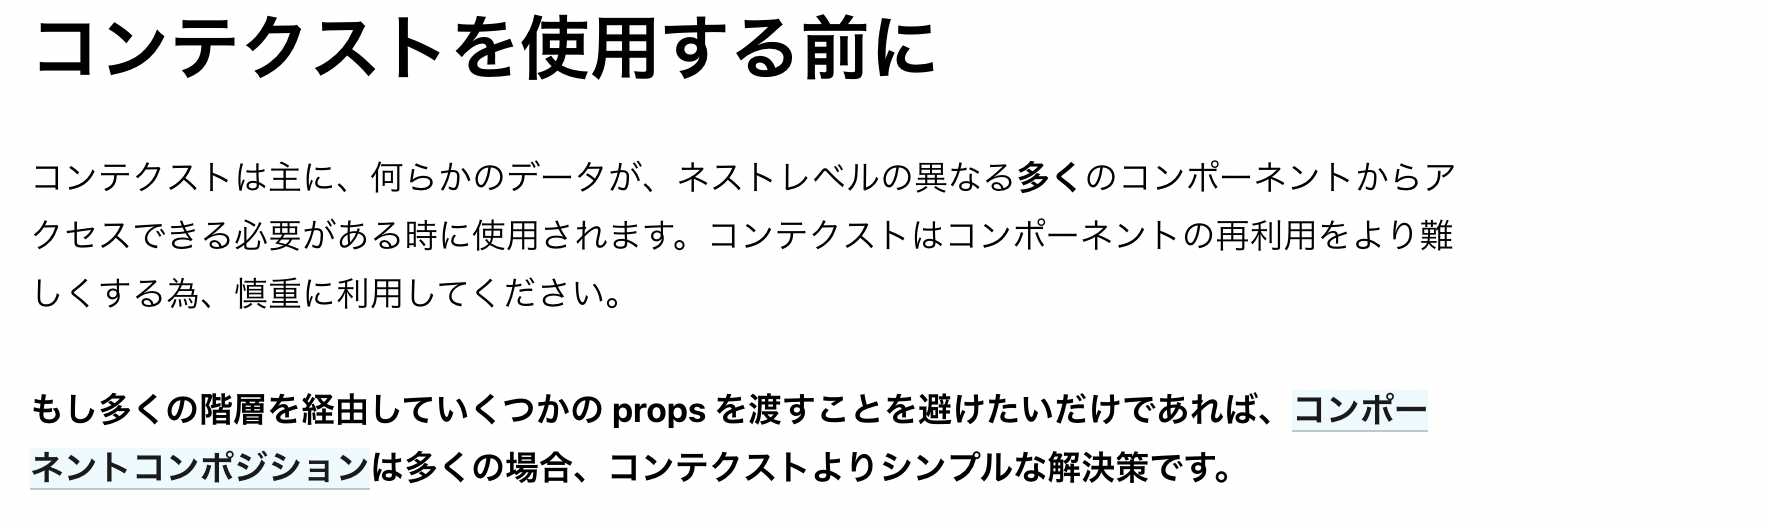 コンテクストを使用する前に
コンテクストは主に、何らかのデータが、ネストレベルの異なる多くのコンポーネントからア
クセスできる必要がある時に使用されます。コンテクストはコンポーネントの再利用をより難
しくする為、慎重に利用してください。
もし多くの階層を経由していくつかの props を渡すことを避けたいだけであれば、コンポー
ネントコンポジションは多くの場合、コンテクストよりシンプルな解決策です。